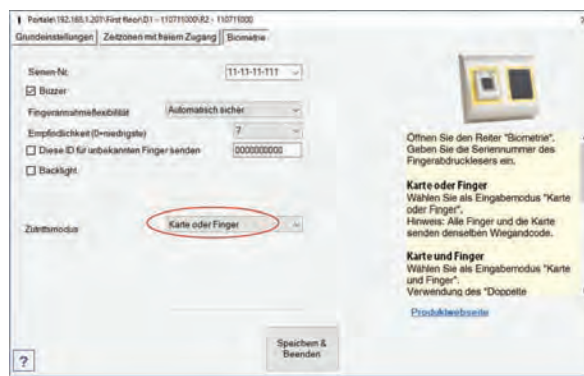 Portale\192.168.1.201\First floor\D1 - 110711000\R2 - 110711000
Grundeinstellungen
Zeitzonen mit freiem Zugang
Biometrie
Serien-Nr.
11-11-11-111
Buzzer
Fingerannahmeflexibilität
Automatisch sicher
Empfindlichkeit (0=niedrigste)
7
Diese ID für unbekannten Finger senden
0000000000
Backlight
Zutrittsmodus
Karte oder Finger
Speichern &
Beenden
?
Öffnen Sie den Reiter "Biometrie".
Geben Sie die Seriennummer des
Fingerabdrucklesers ein.
Karte oder Finger
Wählen Sie als Eingabemodus "Karte
oder Finger".
Hinweis: Alle Finger und die Karte
senden denselben Wiegandcode.
Karte und Finger
Wählen Sie als Eingabemodus "Karte
und Finger".
Verwendung des "Doppelte
Produktwebseite